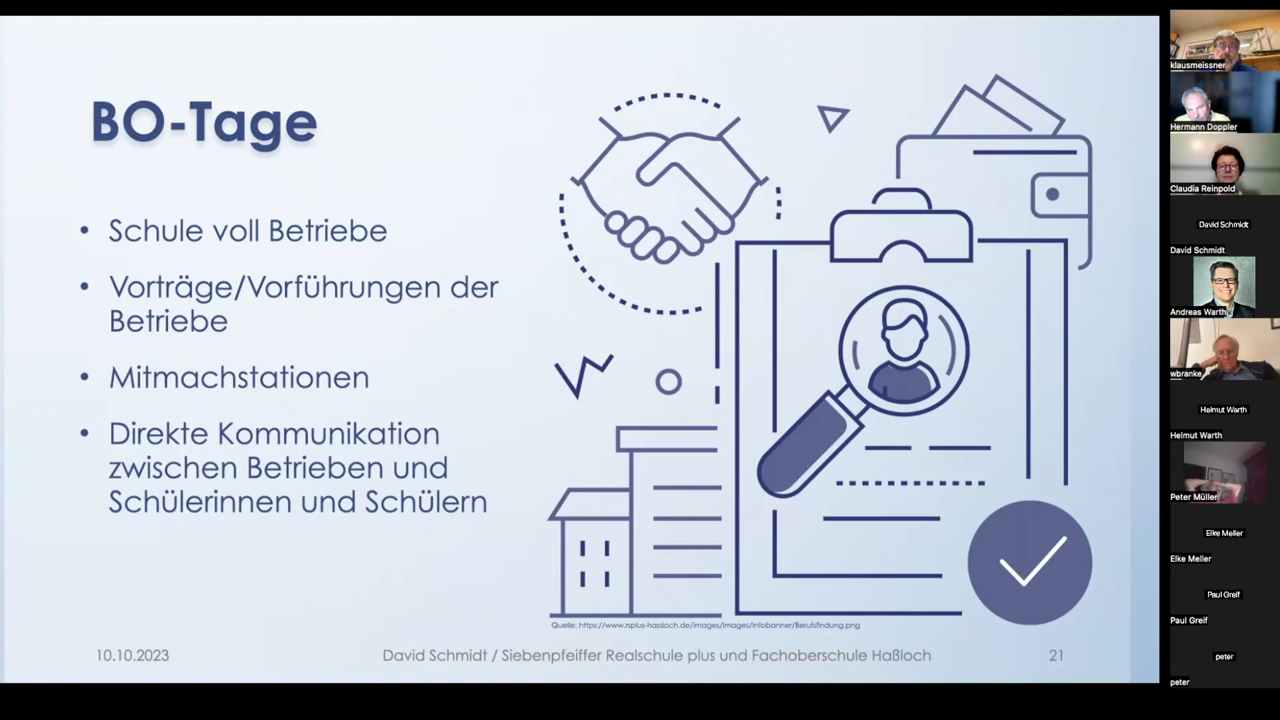 BO-Tage
• Schule voll Betriebe
• Vorträge/Vorführungen der
Betriebe
• Mitmachstationen
• Direkte Kommunikation
zwischen Betrieben und
Schülerinnen und Schülern
Quelle: https://www.rsplus-hassloch.de/images/images/Infobanner/Berufsfindung.png
10.10.2023
David Schmidt / Siebenpfeiffer Realschule plus und Fachoberschule Haßloch
21
klausmeissner
Hermann Doppler
Claudia Reinpold
David Schmidt
David Schmidt
Andreas Warth
wbranke
Helmut Warth
Helmut Warth
Peter Müller
Elke Meller
Elke Meller
Paul Greif
Paul Greif
peter
peter